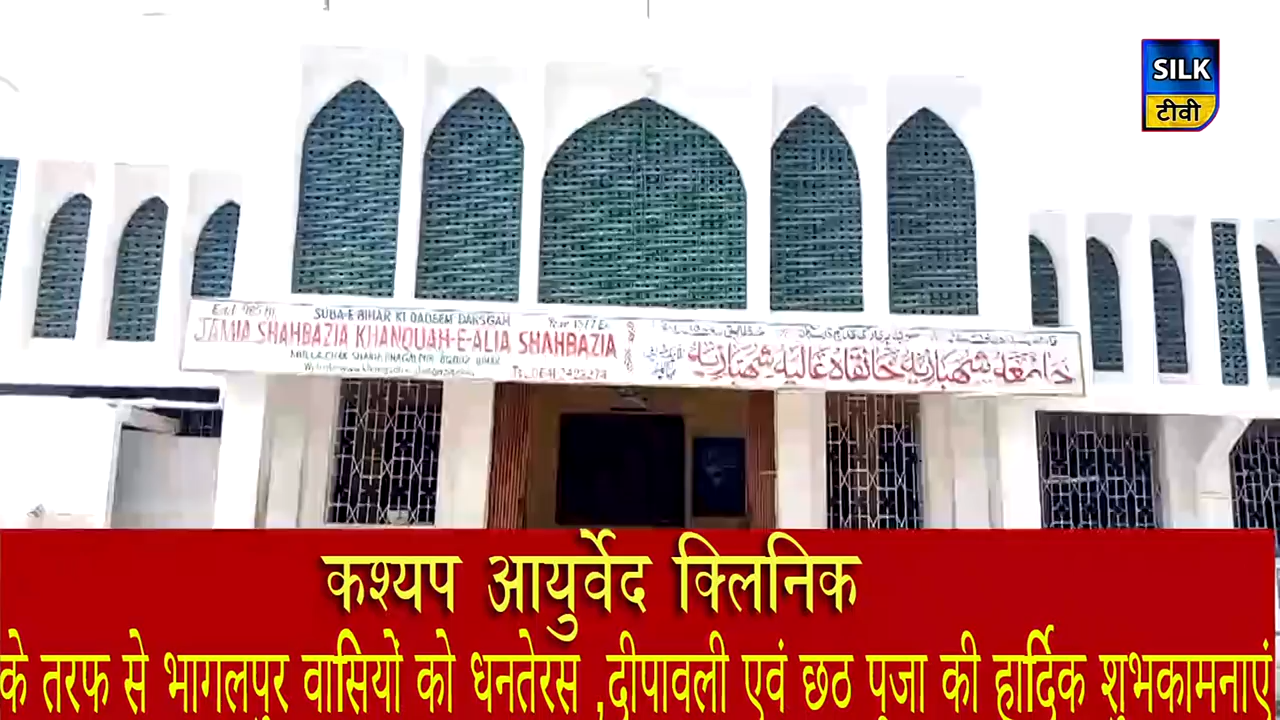 SILK
टीवी
SUBA-E BIHAR KI QADEEM DARSGAH
JAMIA SHAHBAZIA KHANQUAH-E-ALIA SHAHBAZIA
جامعہ شہبازیہ خانقاہ عالیہ شہبازیہ
कश्यप आयुर्वेद क्लिनिक
के तरफ से भागलपुर वासियों को धनतेरस ,दीपावली एवं छठ पूजा की हार्दिक शुभकामनाएं